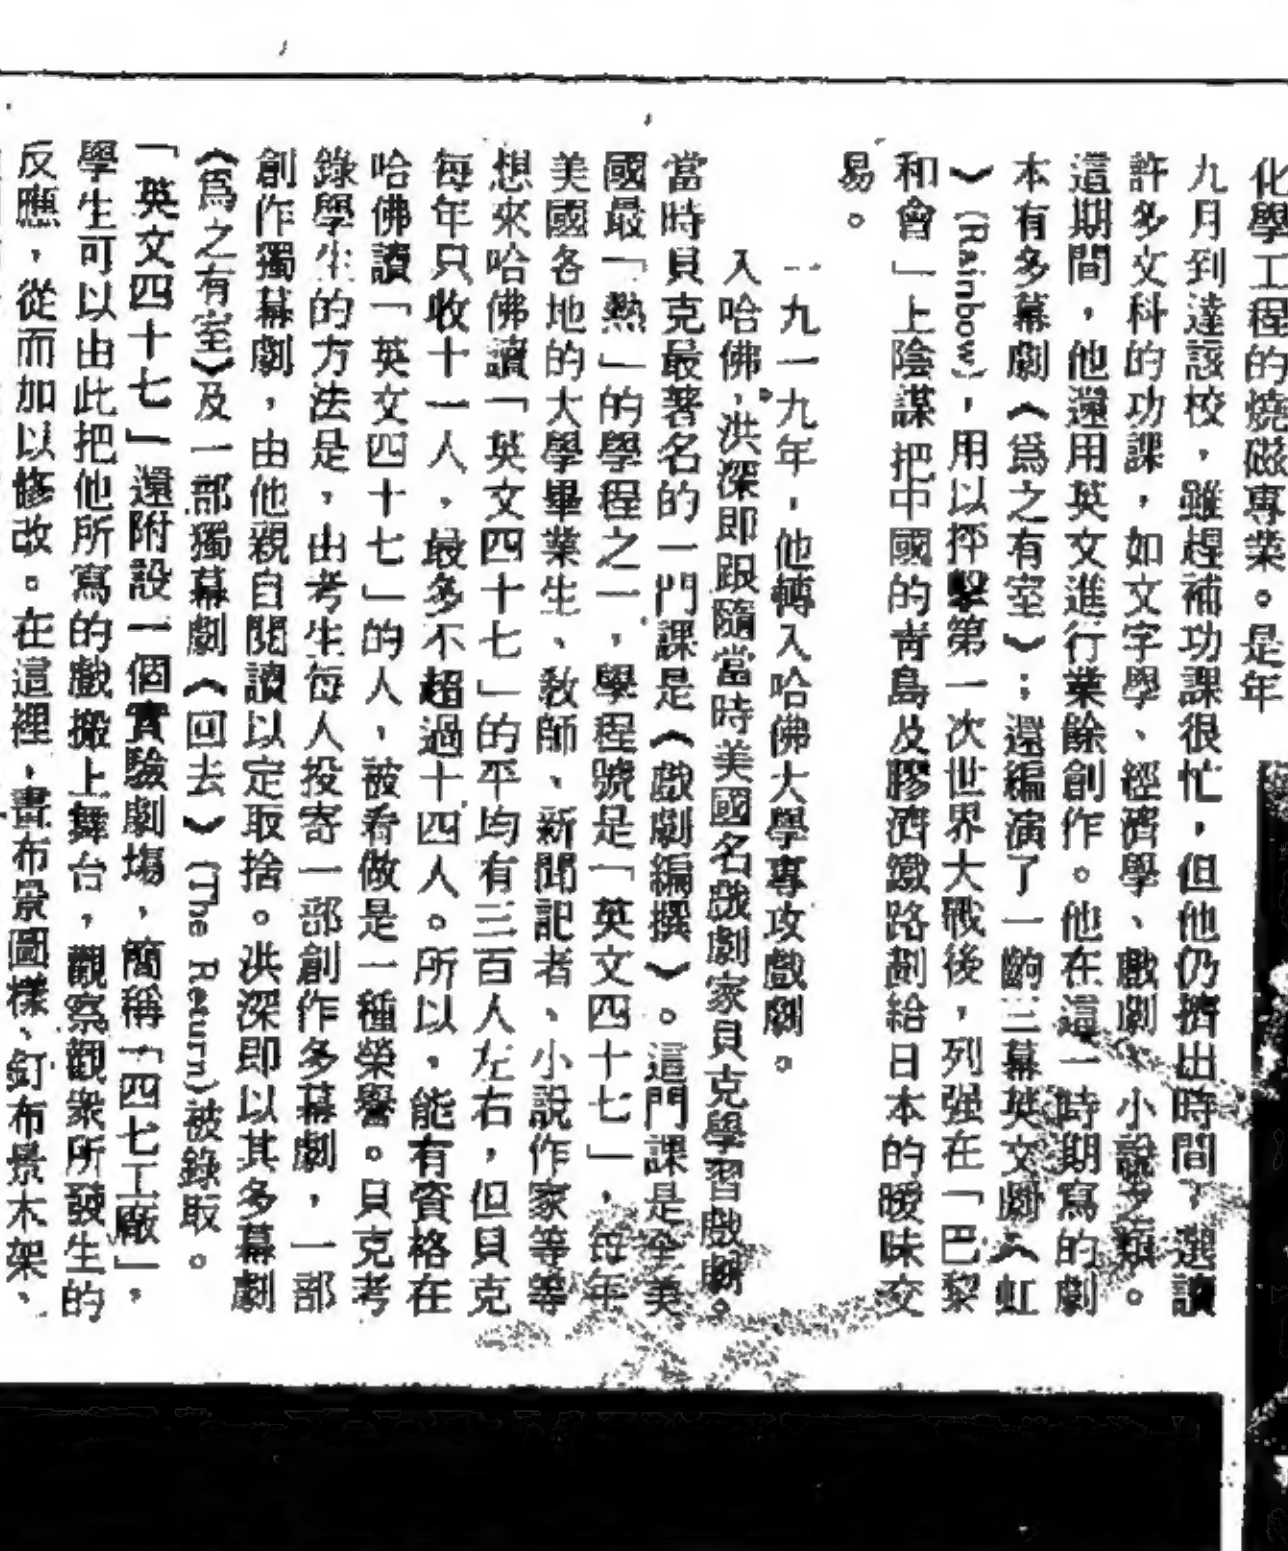 化學工程的燒磁專業。是年
九月到達該校，雖趕補功課很忙，但他仍擠出時間，選讀
許多文科的功課，如文字學、經濟學、戲劇、小說之類。
這期間，他還用英文進行業餘創作。他在這一時期寫的劇
本有多幕劇《爲之有室》；還編演了一齣三幕英文劇《虹
》(Rainbow)，用以抨擊第一次世界大戰後，列强在「巴黎
和會」上陰謀把中國的靑島及膠濟鐵路劃給日本的曖昧交
易。
一九一九年，他轉入哈佛大學專攻戲劇。
入哈佛，洪深即跟隨當時美國名戲劇家貝克學習戲劇。
當時貝克最著名的一門課是《戲劇編撰》。這門課是全美
國最「熱」的學程之一，學程號是「英文四十七」，每年
美國各地的大學畢業生、敎師、新聞記者、小說作家等等
想來哈佛讀「英文四十七」的平均有三百人左右，但貝克
每年只收十一人，最多不超過十四人。所以，能有資格在
哈佛讀「英文四十七」的人，被看做是一種榮譽。貝克考
錄學生的方法是，由考生每人投寄一部創作多幕劇，一部
創作獨幕劇，由他親自閱讀以定取捨。洪深即以其多幕劇
《爲之有室》及一部獨幕劇《回去》(The Return)被錄取。
「英文四十七」還附設一個實驗劇場，簡稱「四七工廠」，
學生可以由此把他所寫的戲搬上舞台，觀察觀衆所發生的
反應，從而加以修改。在這裡，畫布景圖樣、釘布景木架、